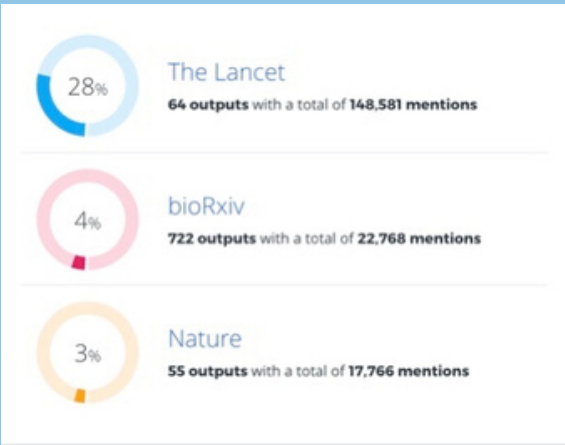 28%
The Lancet
64 outputs with a total of 148,581 mentions
4%
bioRxiv
722 outputs with a total of 22,768 mentions
3%
Nature
55 outputs with a total of 17,766 mentions